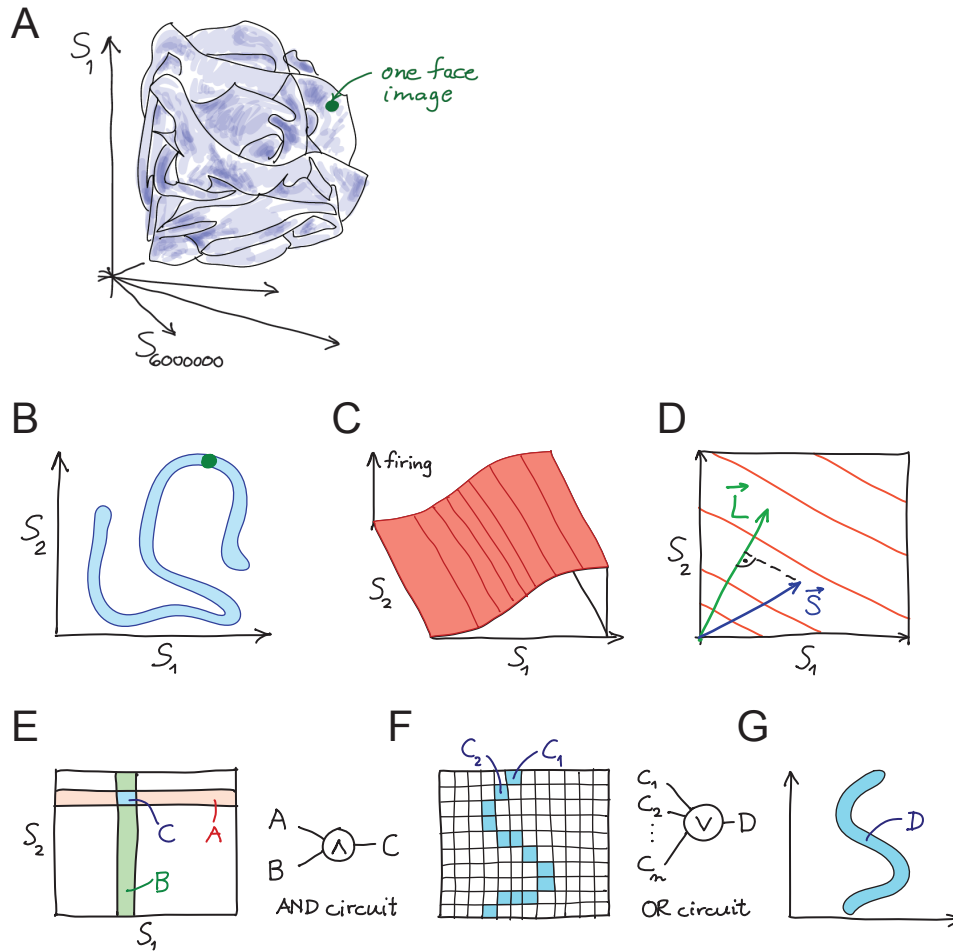 A
S₁
one face
image
S₆₀₀₀₀₀₀
B
S₂
S₁
C
firing
S₂
S₁
D
L
S₂
S
S₁
E
S₂
C
A
B
S₁
A
B
∧
C
AND circuit
F
C₂ C₁
C₁
C₂
⋮
Cₙ
∨
D
OR circuit
G
D